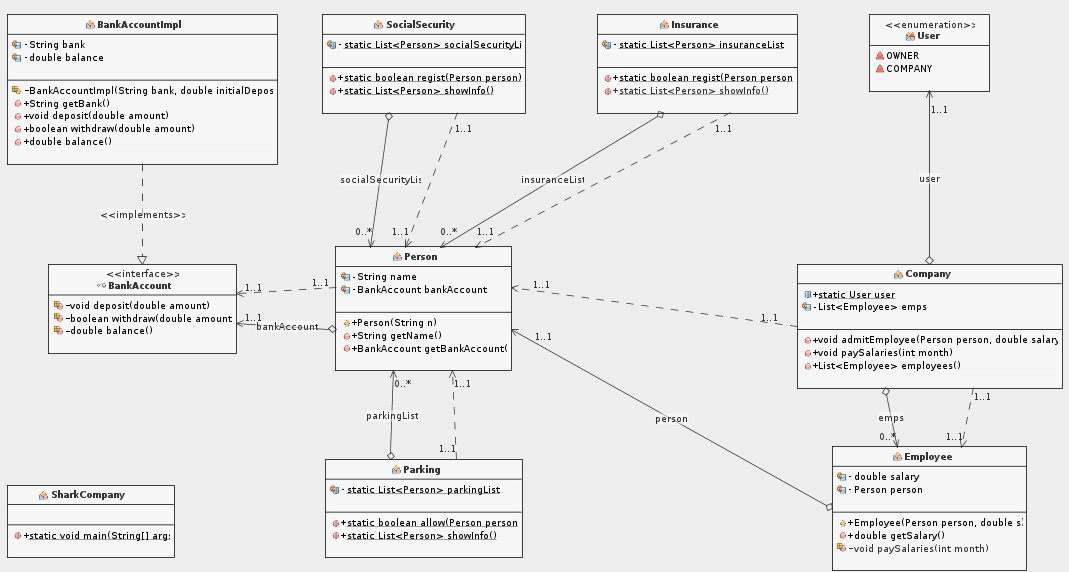 BankAccountImpl
- String bank
- double balance
-BankAccountImpl(String bank, double initialDepos
+String getBank()
+void deposit(double amount)
+boolean withdraw(double amount)
+double balance()
SocialSecurity
- static List<Person> socialSecurityLi
+static boolean regist(Person person)
+static List<Person> showInfo()
Insurance
- static List<Person> insuranceList
+static boolean regist(Person person
+static List<Person> showInfo()
<<enumeration>>
User
OWNER
COMPANY
1..1
1..1
1..1
user
socialSecurityLis
insuranceList
<<implements>>
0..*
1..1
0..*
1..1
<<interface>>
BankAccount
-void deposit(double amount)
-boolean withdraw(double amount
-double balance()
1..1
1..1
1..1
bankAccount
Person
- String name
- BankAccount bankAccount
+Person(String n)
+String getName()
+BankAccount getBankAccount(
1..1
1..1
1..1
Company
+static User user
- List<Employee> emps
+void admitEmployee(Person person, double salary
+void paySalaries(int month)
+List<Employee> employees()
0..*
1..1
parkingList
1..1
person
1..1
emps
0..*
1..1
Parking
- static List<Person> parkingList
+static boolean allow(Person person
+static List<Person> showInfo()
Employee
- double salary
- Person person
+Employee(Person person, double s
+double getSalary()
-void paySalaries(int month)
SharkCompany
+static void main(String[] arg